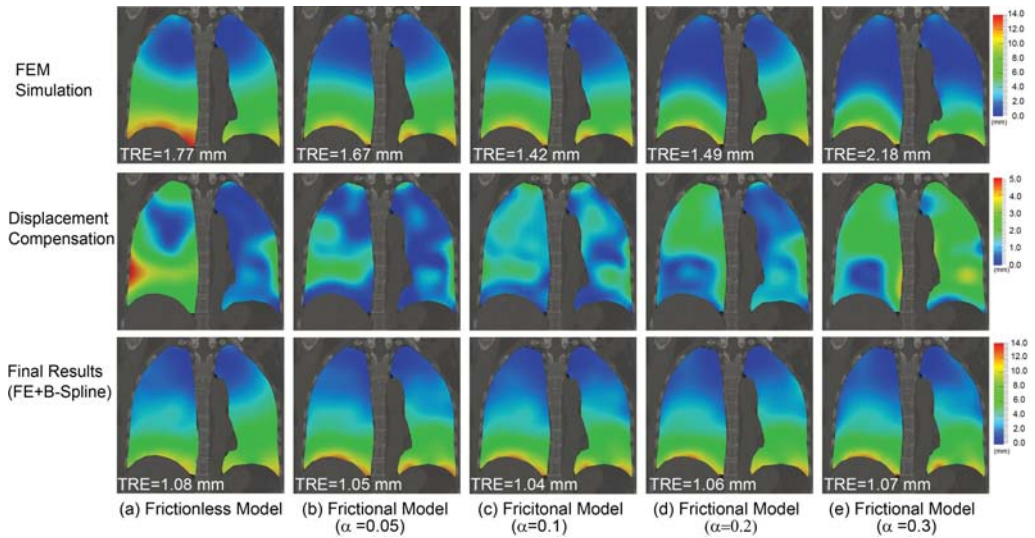 FEM
Simulation
TRE=1.77 mm
TRE=1.67 mm
TRE=1.42 mm
TRE=1.49 mm
TRE=2.18 mm
14.0
12.0
10.0
8.0
6.0
4.0
2.0
0.0
(mm)
Displacement
Compensation
5.0
4.0
3.0
2.0
1.0
0.0
(mm)
Final Results
(FE+B-Spline)
TRE=1.08 mm
TRE=1.05 mm
TRE=1.04 mm
TRE=1.06 mm
TRE=1.07 mm
14.0
12.0
10.0
8.0
6.0
4.0
2.0
0.0
(mm)
(a) Frictionless Model
(b) Frictional Model
(α =0.05)
(c) Fricitonal Model
(α=0.1)
(d) Frictional Model
(α=0.2)
(e) Frictional Model
(α =0.3)